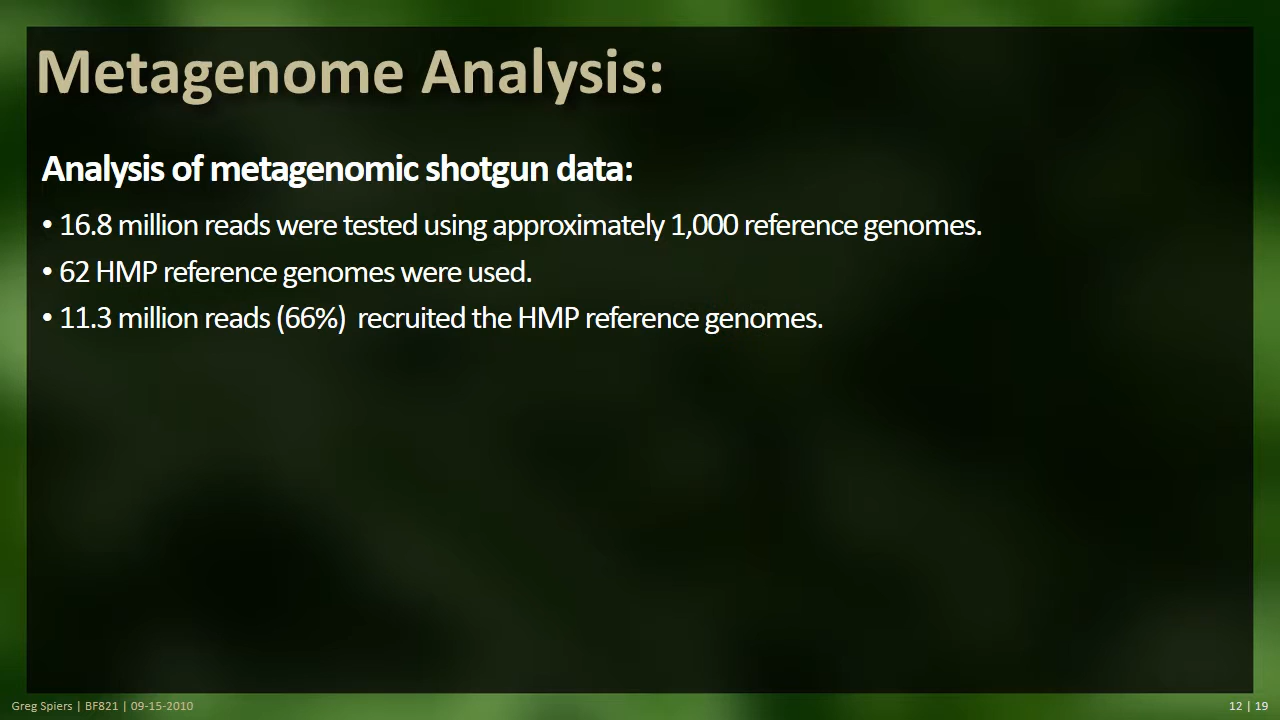 Metagenome Analysis:
Analysis of metagenomic shotgun data:
• 16.8 million reads were tested using approximately 1,000 reference genomes.
• 62 HMP reference genomes were used.
• 11.3 million reads (66%)  recruited the HMP reference genomes.
Greg Spiers | BF821 | 09-15-2010
12 | 19